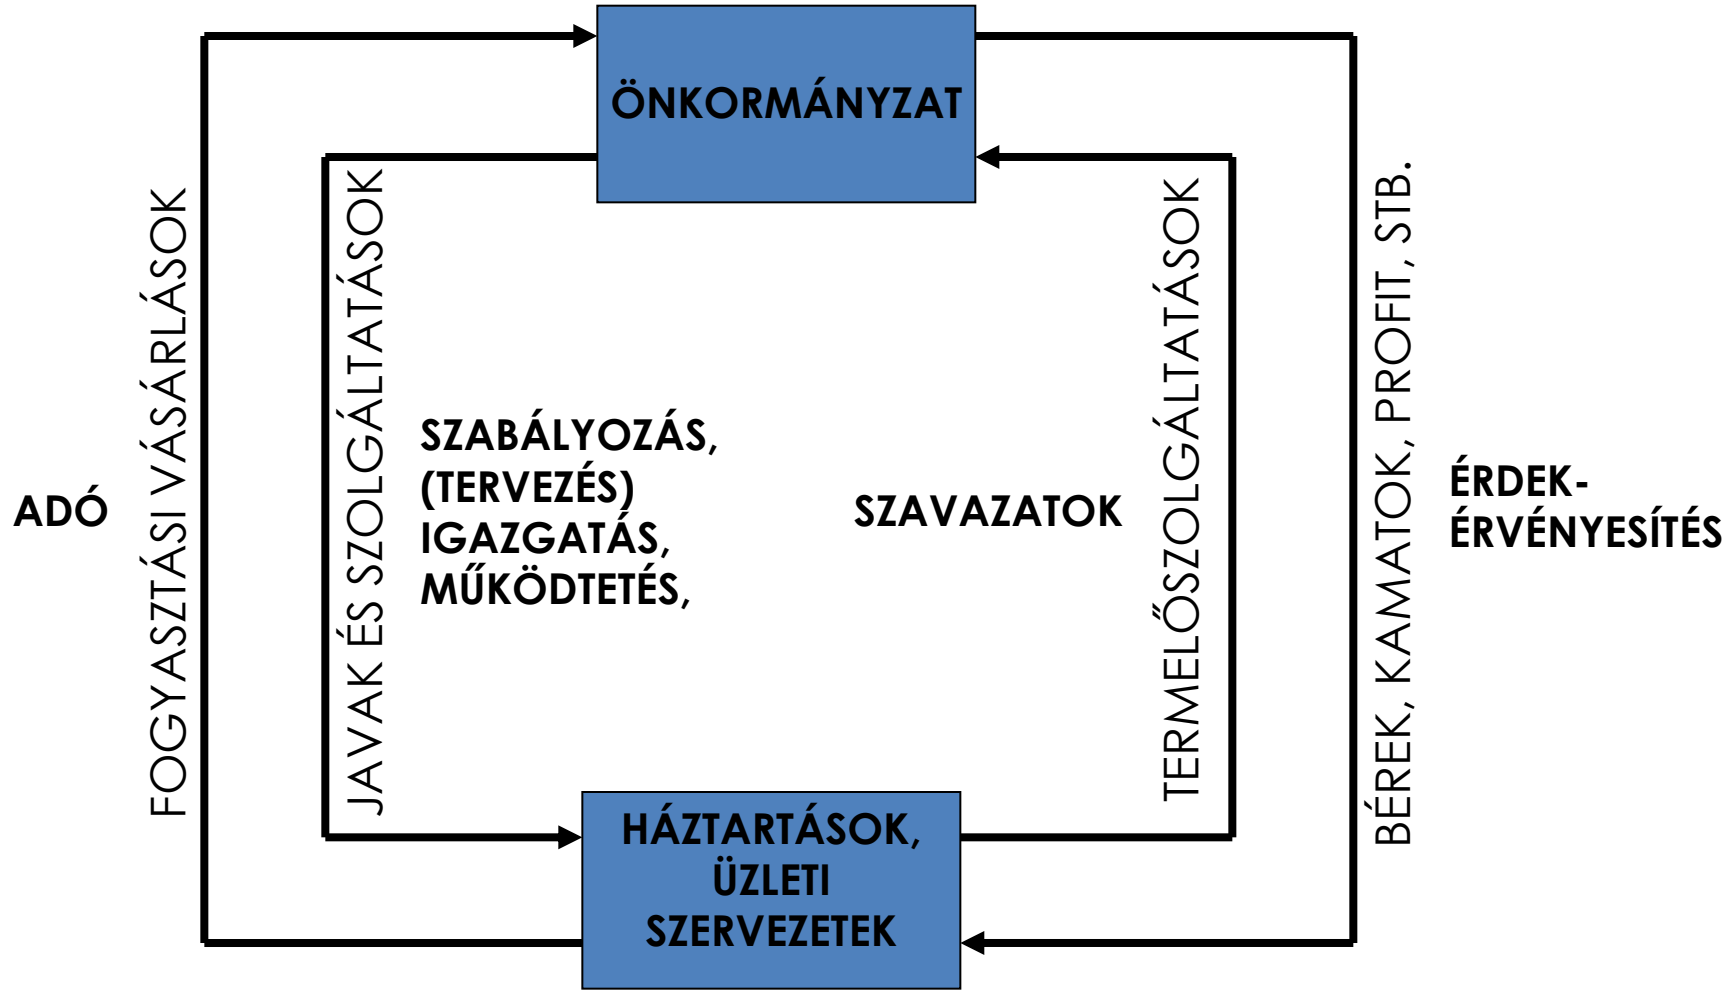 ÖNKORMÁNYZAT
ADÓ
FOGYASZTÁSI VÁSÁRLÁSOK
JAVAK ÉS SZOLGÁLTATÁSOK
SZABÁLYOZÁS,
(TERVEZÉS)
IGAZGATÁS,
MŰKÖDTETÉS,
SZAVAZATOK
TERMELŐSZOLGÁLTATÁSOK
BÉREK, KAMATOK, PROFIT, STB.
ÉRDEK-
ÉRVÉNYESÍTÉS
HÁZTARTÁSOK,
ÜZLETI
SZERVEZETEK